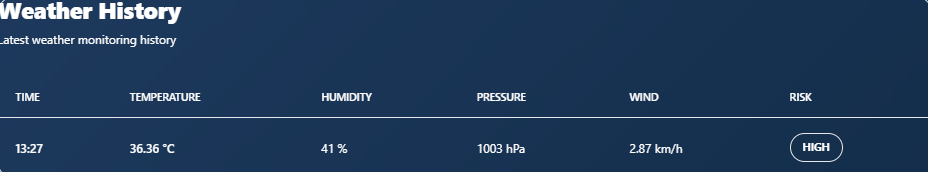 Weather History
Latest weather monitoring history
TIME TEMPERATURE HUMIDITY PRESSURE WIND RISK
13:27 36.36 °C 41 % 1003 hPa 2.87 km/h HIGH